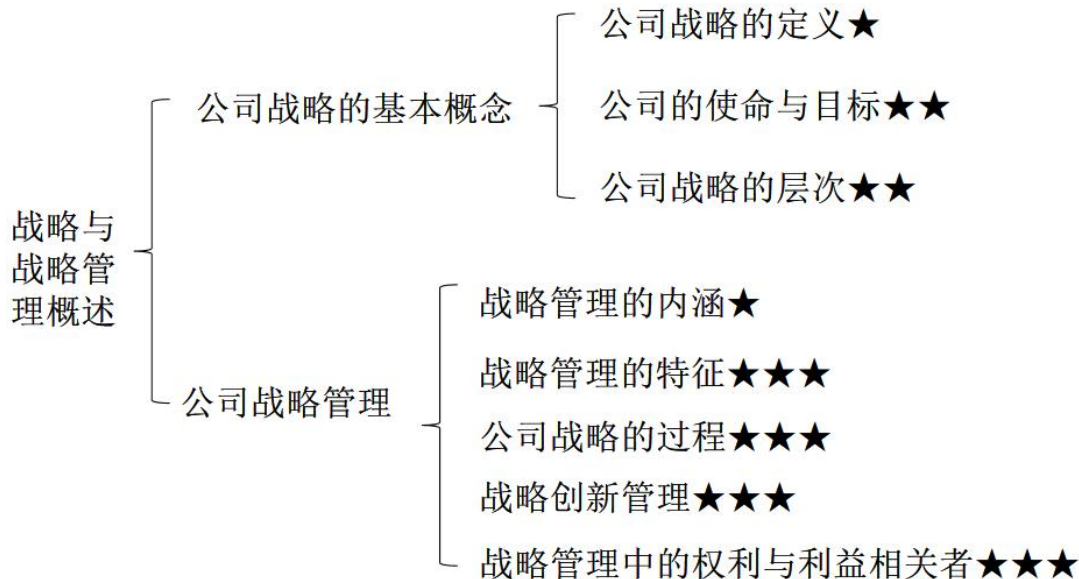 战略与
战略管
理概述
公司战略的基本概念
公司战略的定义★
公司的使命与目标★★
公司战略的层次★★
公司战略管理
战略管理的内涵★
战略管理的特征★★★
公司战略的过程★★★
战略创新管理★★★
战略管理中的权利与利益相关者★★★